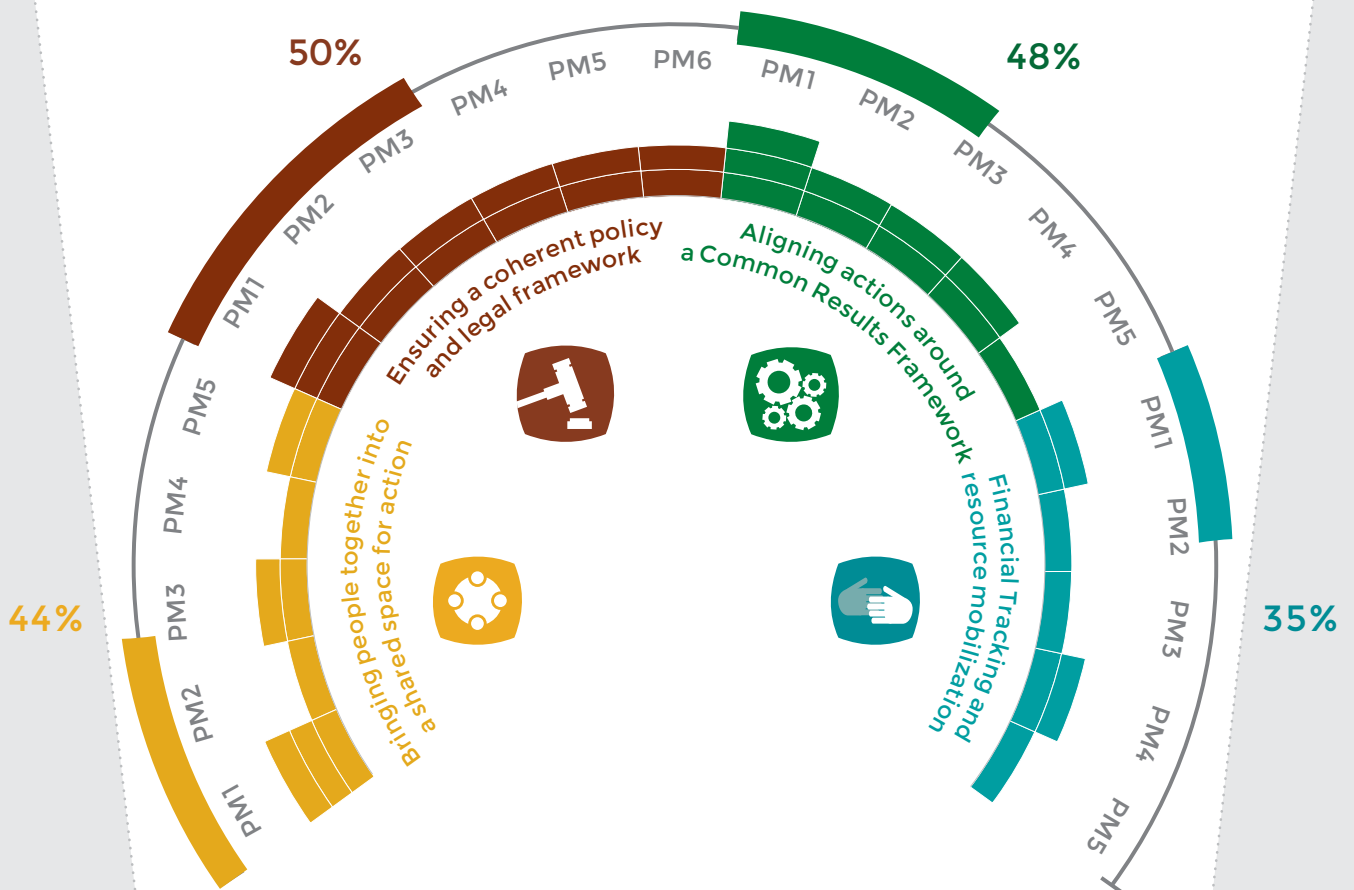 50%
48%
44%
35%
PM1
PM2
PM3
PM4
PM5
PM1
PM2
PM3
PM4
PM5
PM6
PM1
PM2
PM3
PM4
PM5
PM1
PM2
PM3
PM4
PM5
Bringing people together into
a shared space for action
Ensuring a coherent policy
and legal framework
Aligning actions around
a Common Results Framework
Financial Tracking and
resource mobilization